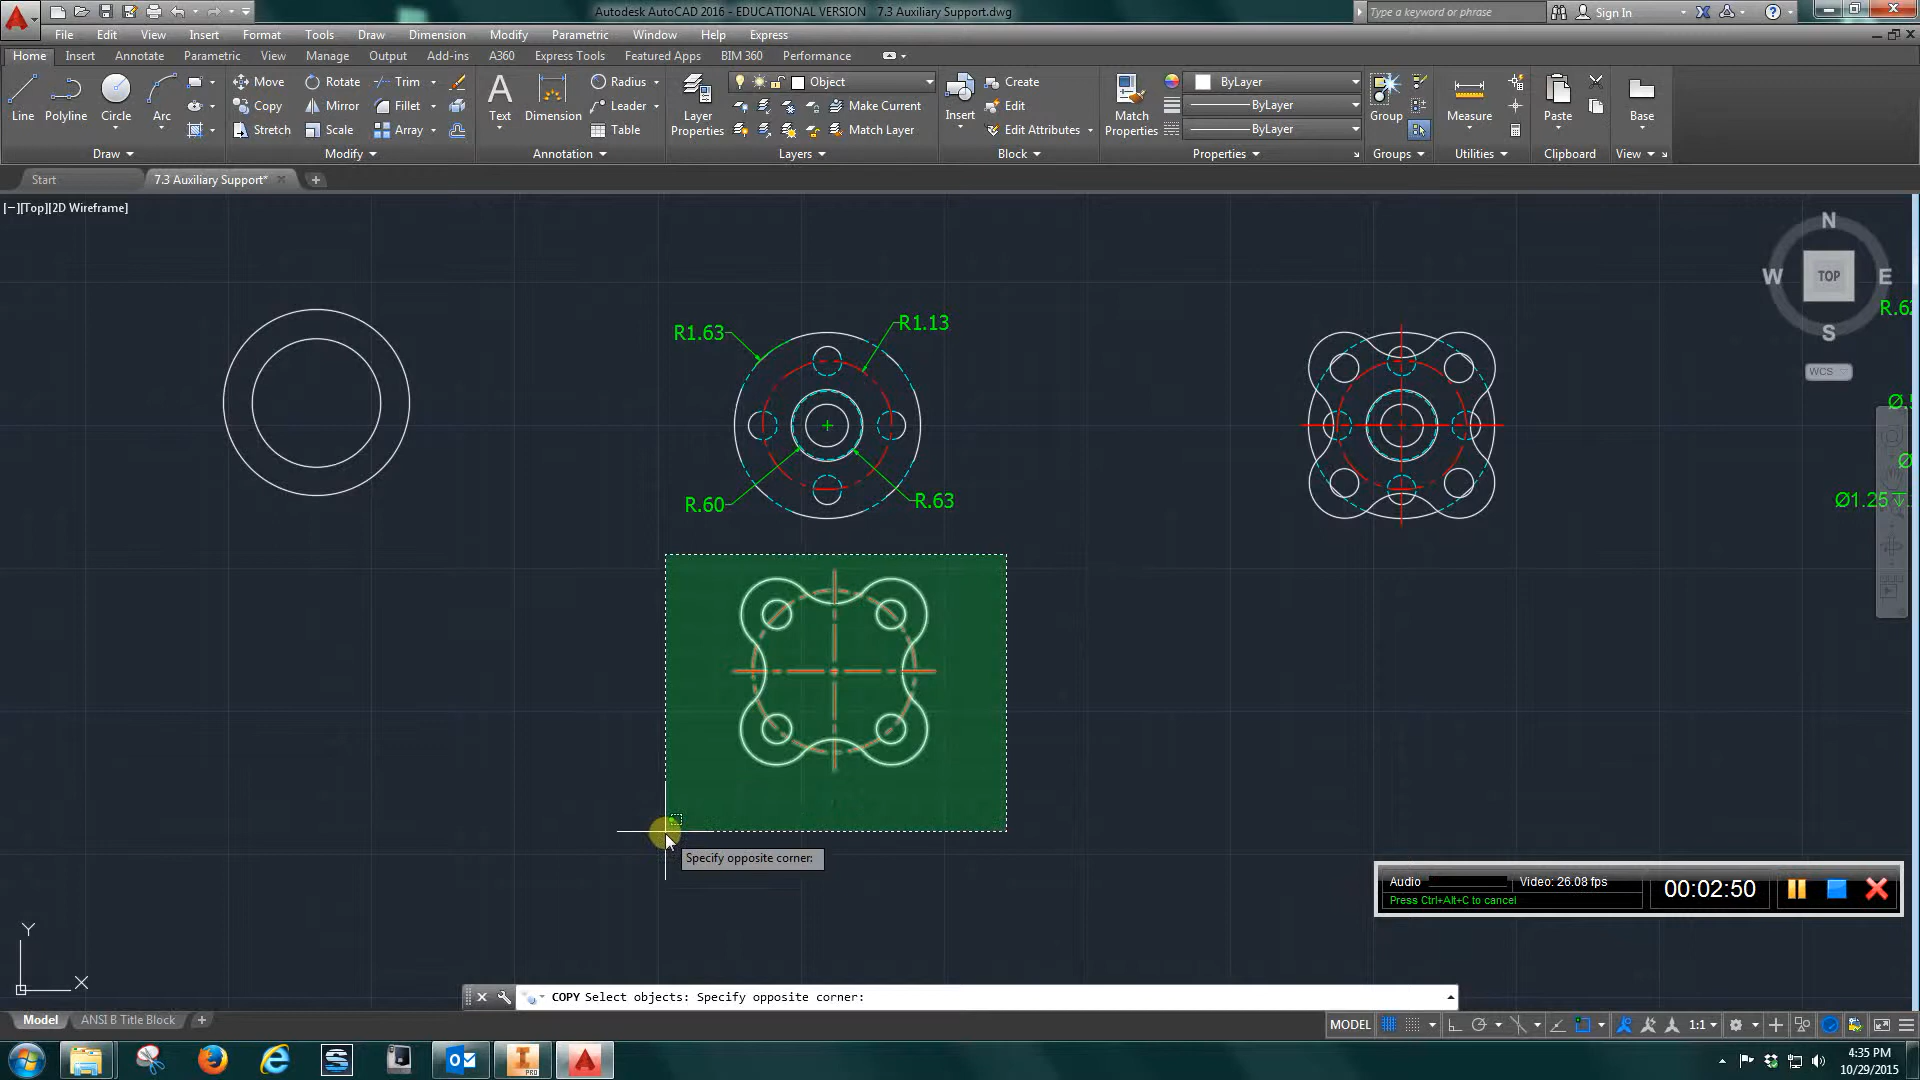 Autodesk AutoCAD 2016 - EDUCATIONAL VERSION 7.3 Auxiliary Support.dwg
Type a keyword or phrase
Sign In
File Edit View Insert Format Tools Draw Dimension Modify Parametric Window Help Express
Home Insert Annotate Parametric View Manage Output Add-ins A360 Express Tools Featured Apps BIM 360 Performance
Line Polyline Circle Arc
Move Rotate Trim
Copy Mirror Fillet
Stretch Scale Array
Text Dimension
Radius
Leader
Table
Layer Properties
Object
Make Current
Match Layer
Insert
Create
Edit
Edit Attributes
Match Properties
ByLayer
ByLayer
ByLayer
Group
Measure
Paste
Base
Draw Modify Annotation Layers Block Properties Groups Utilities Clipboard View
Start
7.3 Auxiliary Support*
[−][Top][2D Wireframe]
N
W TOP E
S
WCS
R1.63
R1.13
R.60
R.63
Ø1.25
Specify opposite corner:
Audio
Video: 26.08 fps
Press Ctrl+Alt+C to cancel
00:02:50
Y
X
COPY Select objects: Specify opposite corner:
Model
ANSI B Title Block
MODEL
1:1
4:35 PM
10/29/2015